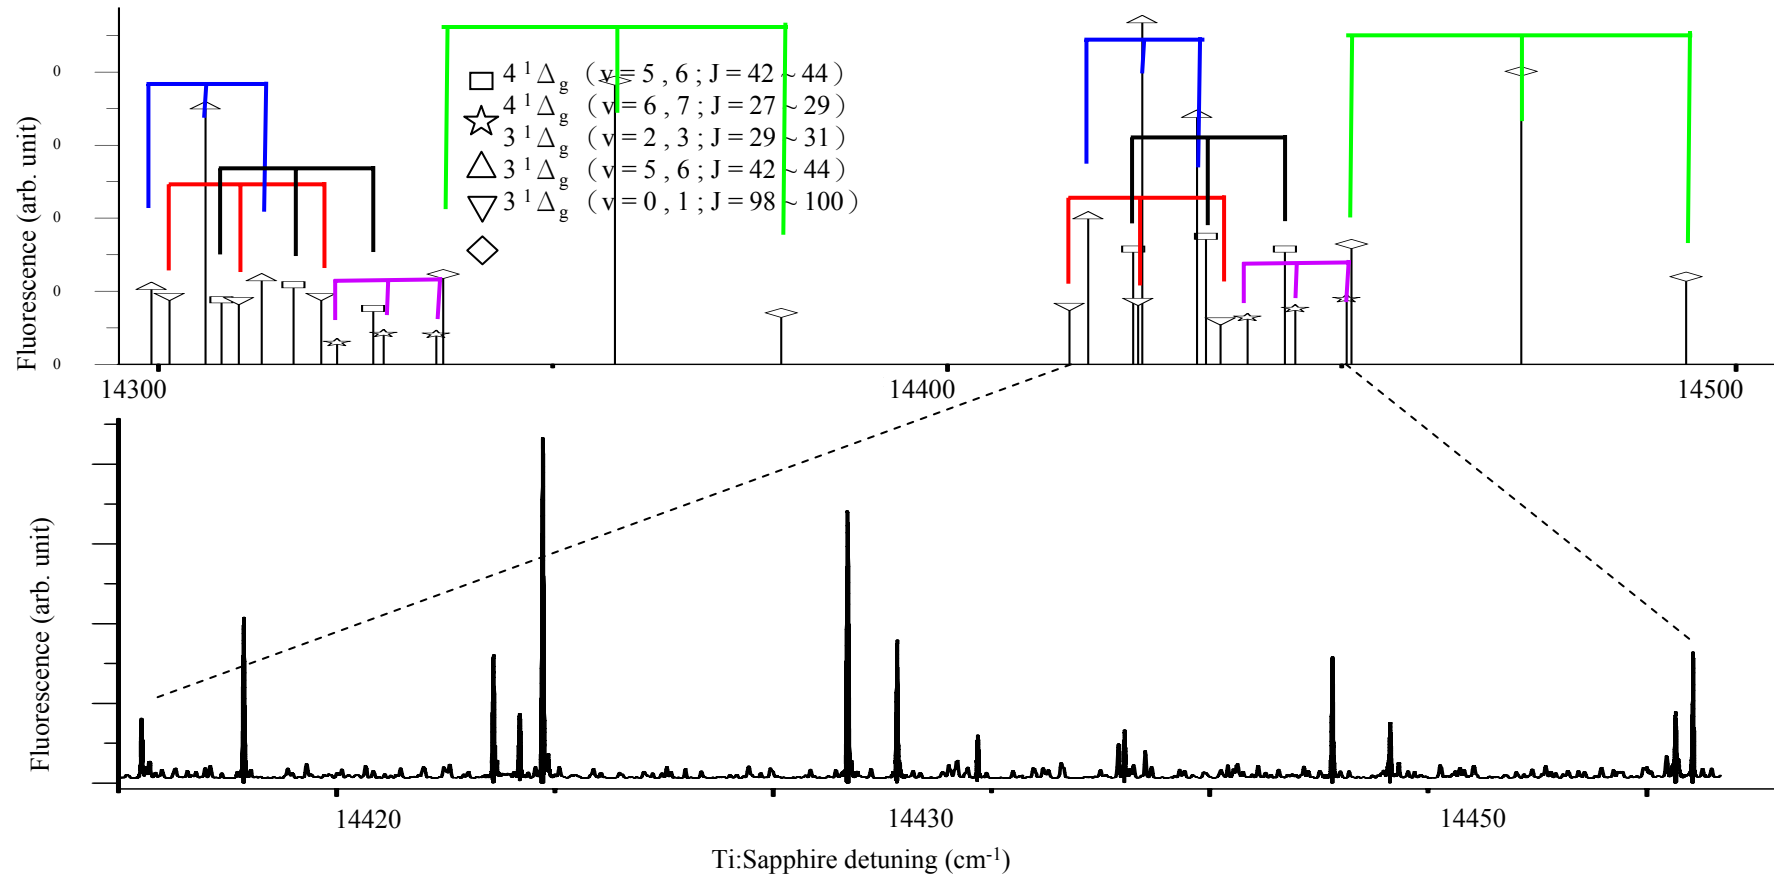 Fluorescence (arb. unit)
0
0
0
0
0
4 ¹Δg (v = 5 , 6 ; J = 42 ~ 44)
4 ¹Δg (v = 6 , 7 ; J = 27 ~ 29)
3 ¹Δg (v = 2 , 3 ; J = 29 ~ 31)
3 ¹Δg (v = 5 , 6 ; J = 42 ~ 44)
3 ¹Δg (v = 0 , 1 ; J = 98 ~ 100)
14300
14400
14500
Fluorescence (arb. unit)
14420
14430
14450
Ti:Sapphire detuning (cm⁻¹)